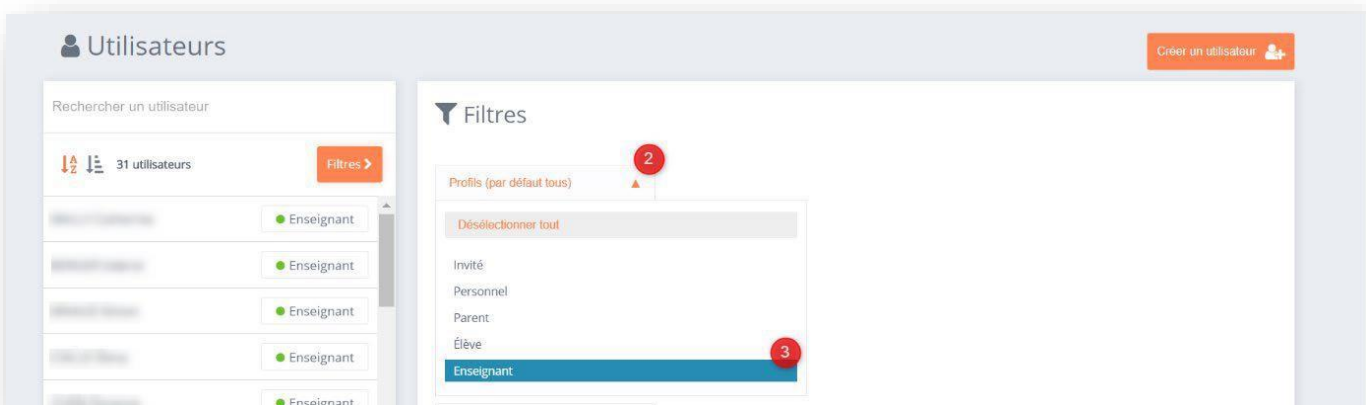 Utilisateurs
Créer un utilisateur
Rechercher un utilisateur
31 utilisateurs
Filtres
Enseignant
Enseignant
Enseignant
Enseignant
Enseignant
Filtres
2
Profils (par défaut tous)
Désélectionner tout
Invité
Personnel
Parent
Élève
Enseignant
3